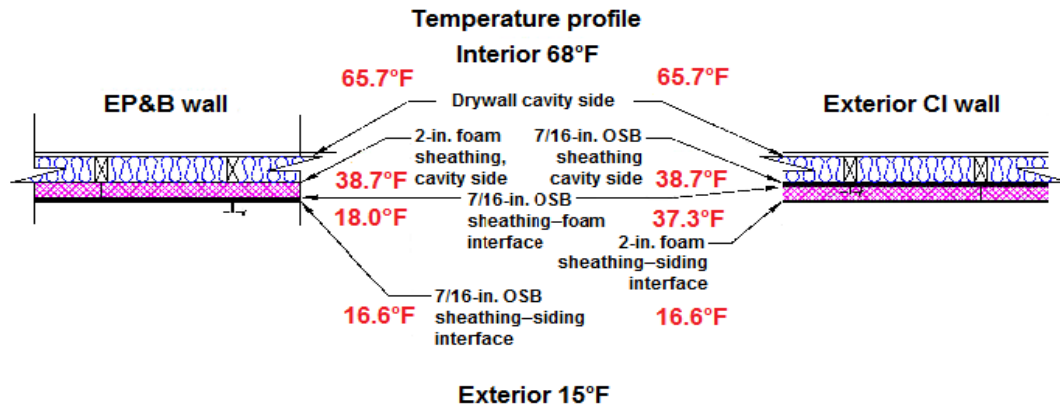 Temperature profile
Interior 68°F
65.7°F
65.7°F
EP&B wall
Drywall cavity side
Exterior CI wall
2-in. foam
sheathing,
cavity side
7/16-in. OSB
sheathing
cavity side
38.7°F
38.7°F
18.0°F
7/16-in. OSB
sheathing–foam
interface
37.3°F
2-in. foam
sheathing–siding
interface
16.6°F
7/16-in. OSB
sheathing–siding
interface
16.6°F
Exterior 15°F